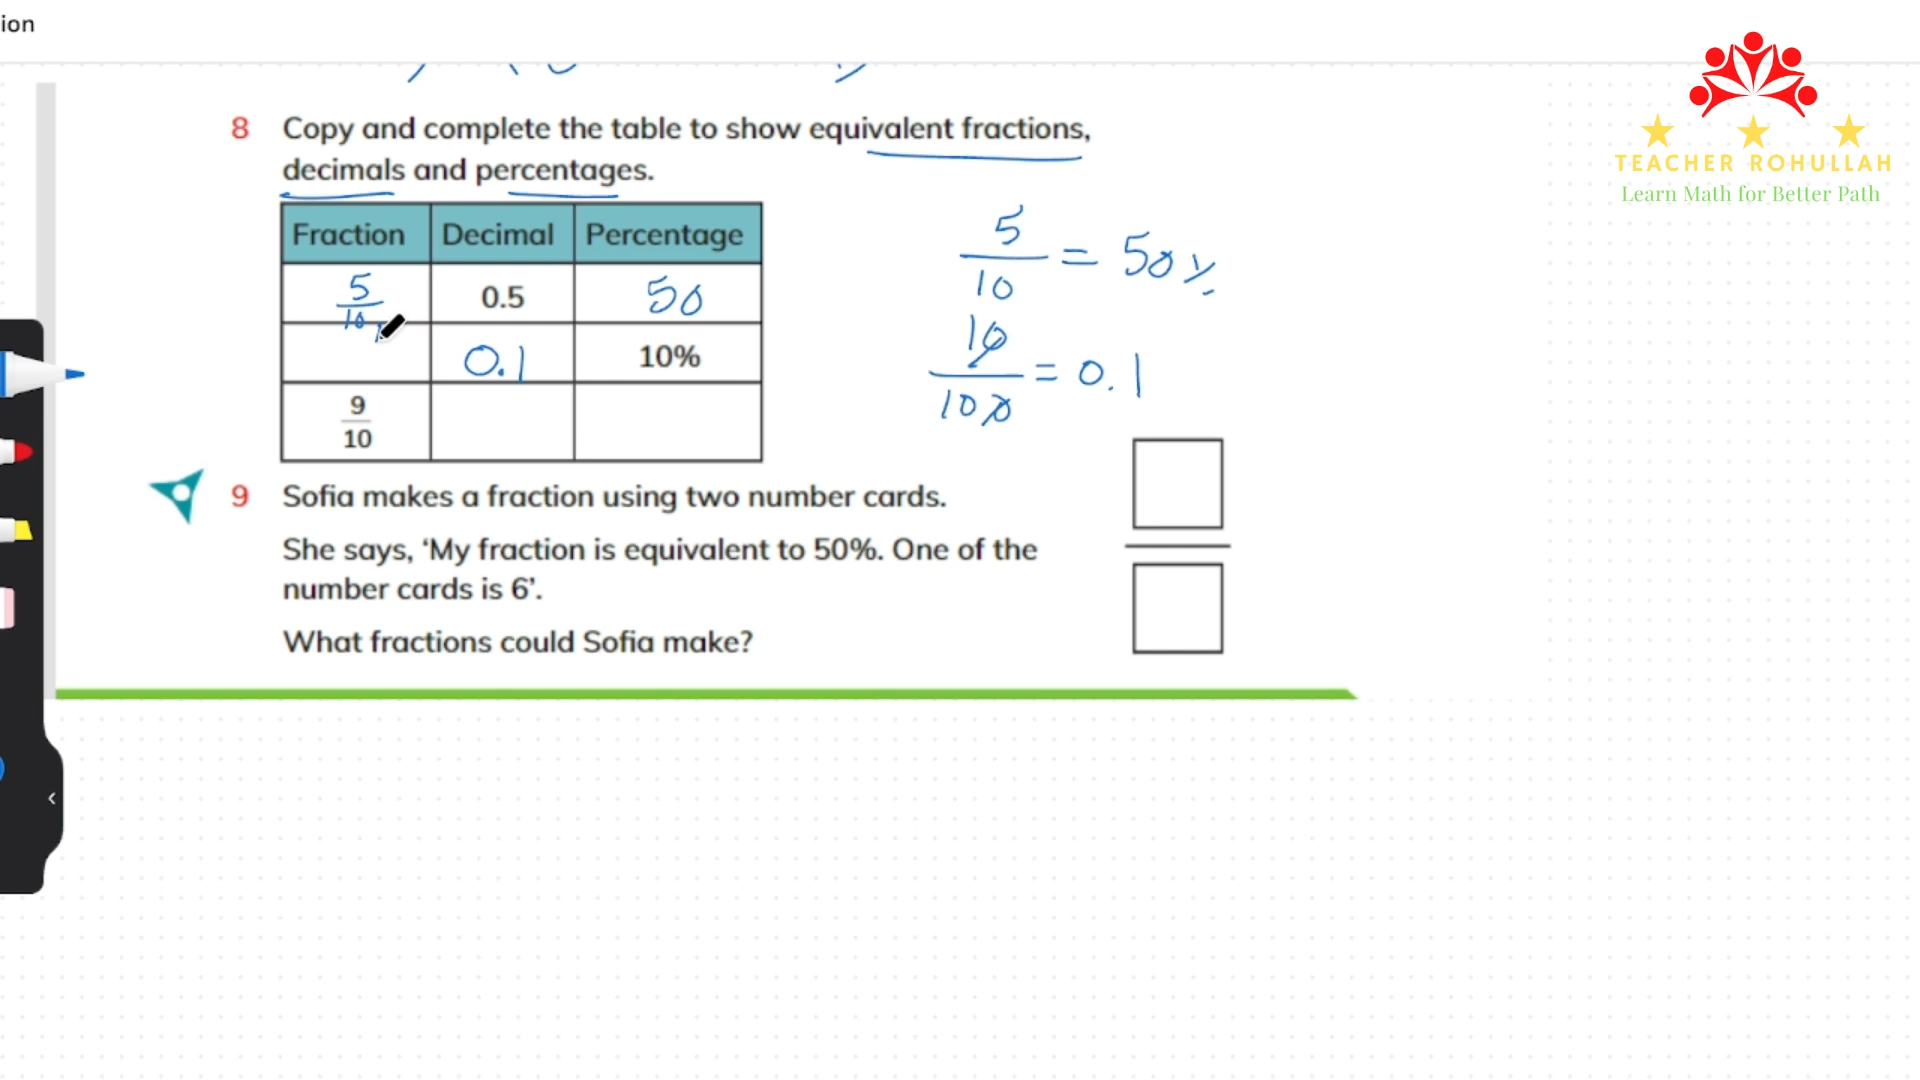 ion
8 Copy and complete the table to show equivalent fractions,
decimals and percentages.
Fraction Decimal Percentage
5/10 0.5 50
0.1 10%
9/10
5/10 = 50%
10/100 = 0.1
9 Sofia makes a fraction using two number cards.
She says, ‘My fraction is equivalent to 50%. One of the
number cards is 6’.
What fractions could Sofia make?
TEACHER ROHULLAH
Learn Math for Better Path